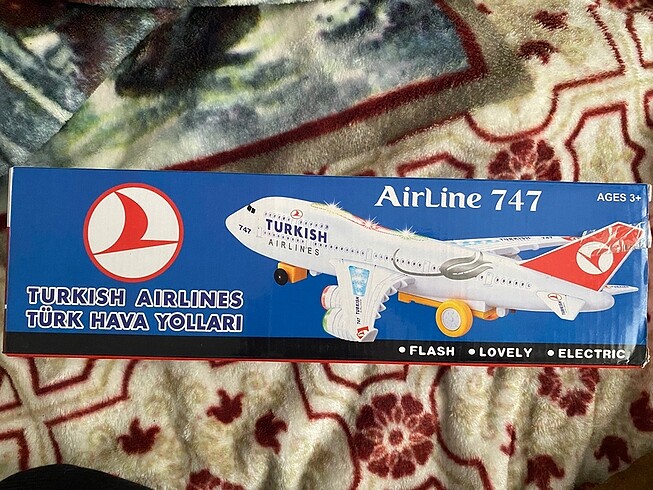 AirLine 747
AGES 3+
747
TURKISH
AIRLINES
TURKISH AIRLINES
TÜRK HAVA YOLLARI
• FLASH • LOVELY • ELECTRIC